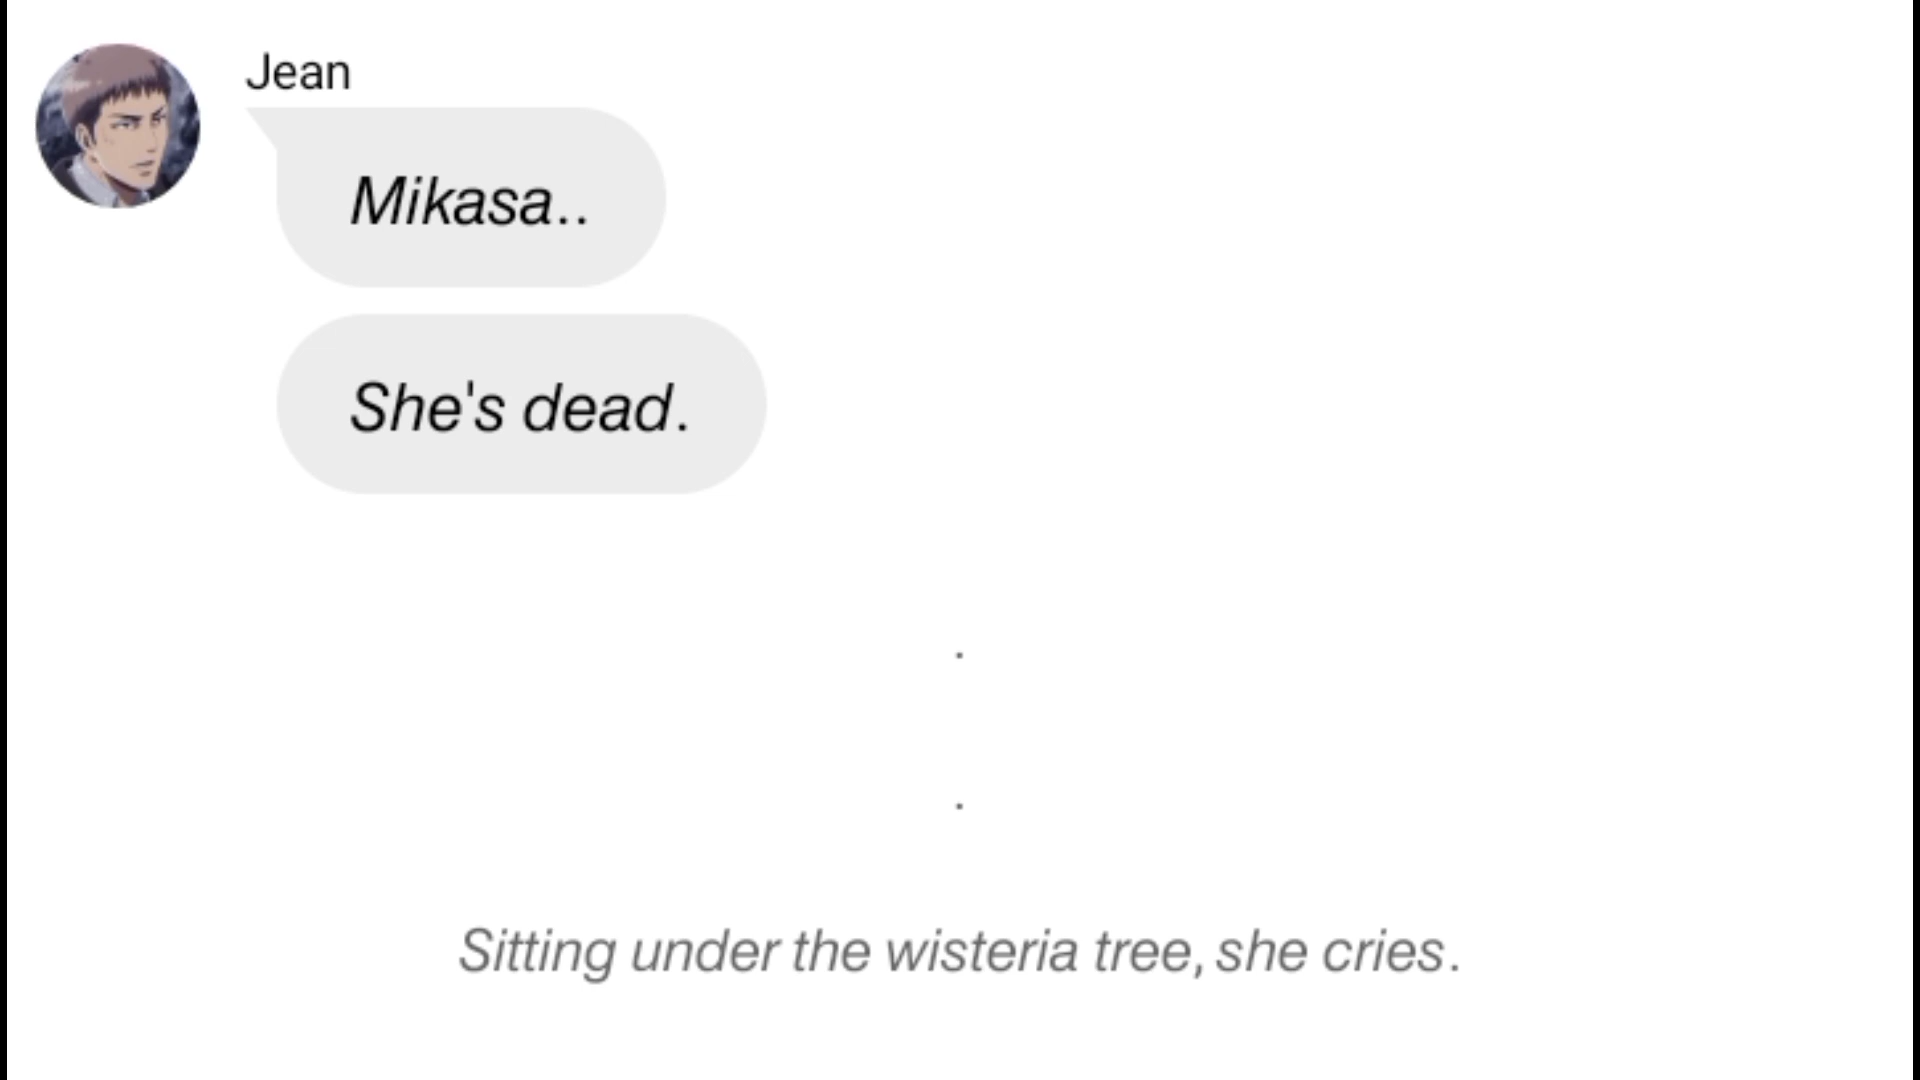 Jean
Mikasa..
She's dead.
.
.
Sitting under the wisteria tree, she cries.